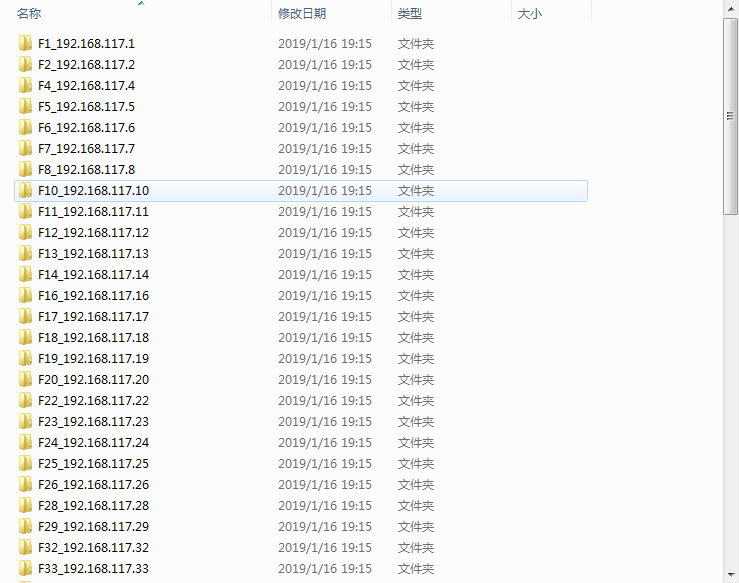 名称 修改日期 类型 大小
F1_192.168.117.1 2019/1/16 19:15 文件夹
F2_192.168.117.2 2019/1/16 19:15 文件夹
F4_192.168.117.4 2019/1/16 19:15 文件夹
F5_192.168.117.5 2019/1/16 19:15 文件夹
F6_192.168.117.6 2019/1/16 19:15 文件夹
F7_192.168.117.7 2019/1/16 19:15 文件夹
F8_192.168.117.8 2019/1/16 19:15 文件夹
F10_192.168.117.10 2019/1/16 19:15 文件夹
F11_192.168.117.11 2019/1/16 19:15 文件夹
F12_192.168.117.12 2019/1/16 19:15 文件夹
F13_192.168.117.13 2019/1/16 19:15 文件夹
F14_192.168.117.14 2019/1/16 19:15 文件夹
F16_192.168.117.16 2019/1/16 19:15 文件夹
F17_192.168.117.17 2019/1/16 19:15 文件夹
F18_192.168.117.18 2019/1/16 19:15 文件夹
F19_192.168.117.19 2019/1/16 19:15 文件夹
F20_192.168.117.20 2019/1/16 19:15 文件夹
F22_192.168.117.22 2019/1/16 19:15 文件夹
F23_192.168.117.23 2019/1/16 19:15 文件夹
F24_192.168.117.24 2019/1/16 19:15 文件夹
F25_192.168.117.25 2019/1/16 19:15 文件夹
F26_192.168.117.26 2019/1/16 19:15 文件夹
F28_192.168.117.28 2019/1/16 19:15 文件夹
F29_192.168.117.29 2019/1/16 19:15 文件夹
F32_192.168.117.32 2019/1/16 19:15 文件夹
F33_192.168.117.33 2019/1/16 19:15 文件夹